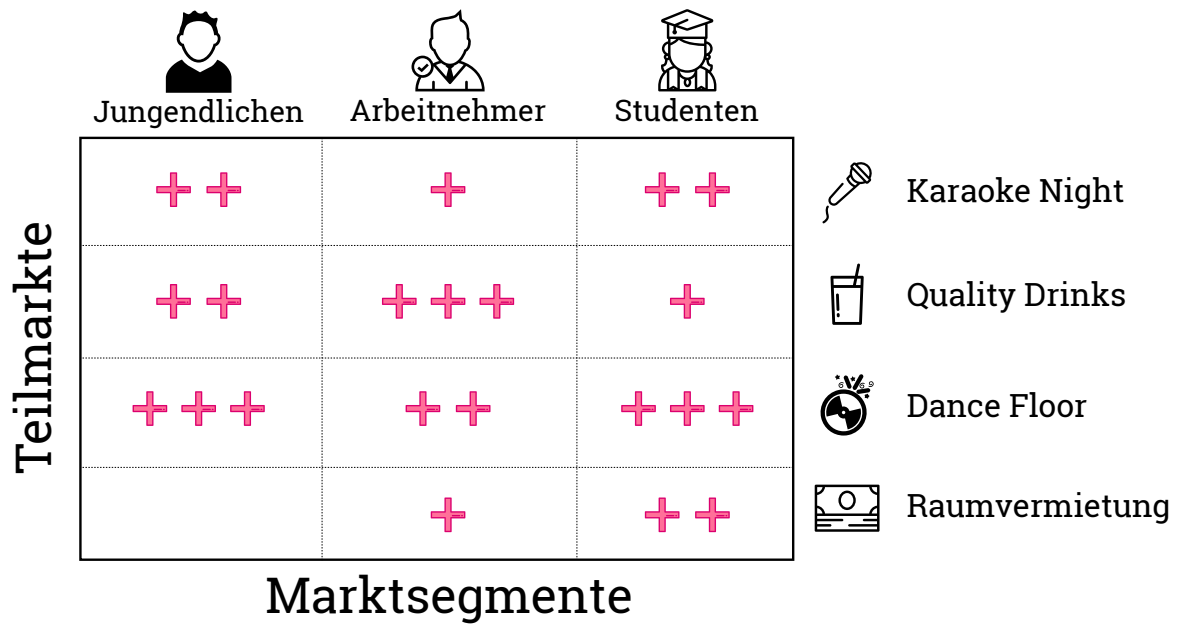 Jungendlichen
Arbeitnehmer
Studenten
Karaoke Night
Quality Drinks
Dance Floor
Raumvermietung
Teilmarkte
Marktsegmente